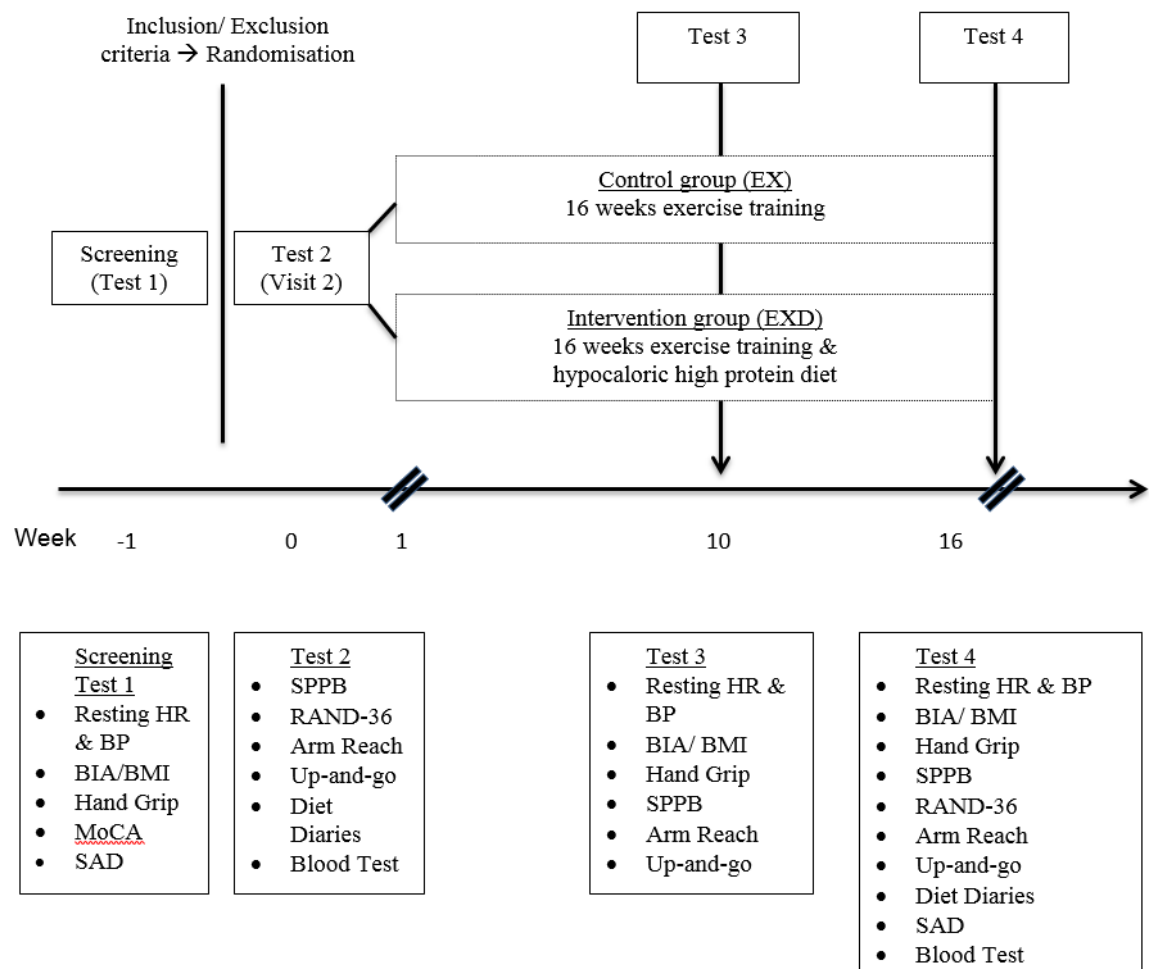 Inclusion/ Exclusion
criteria → Randomisation
Test 3
Test 4
Control group (EX)
16 weeks exercise training
Screening
(Test 1)
Test 2
(Visit 2)
Intervention group (EXD)
16 weeks exercise training &
hypocaloric high protein diet
Week -1 0 1 10 16
Screening
Test 1
• Resting HR
& BP
• BIA/BMI
• Hand Grip
• MoCA
• SAD
Test 2
• SPPB
• RAND-36
• Arm Reach
• Up-and-go
• Diet
Diaries
• Blood Test
Test 3
• Resting HR &
BP
• BIA/ BMI
• Hand Grip
• SPPB
• Arm Reach
• Up-and-go
Test 4
• Resting HR & BP
• BIA/ BMI
• Hand Grip
• SPPB
• RAND-36
• Arm Reach
• Up-and-go
• Diet Diaries
• SAD
• Blood Test